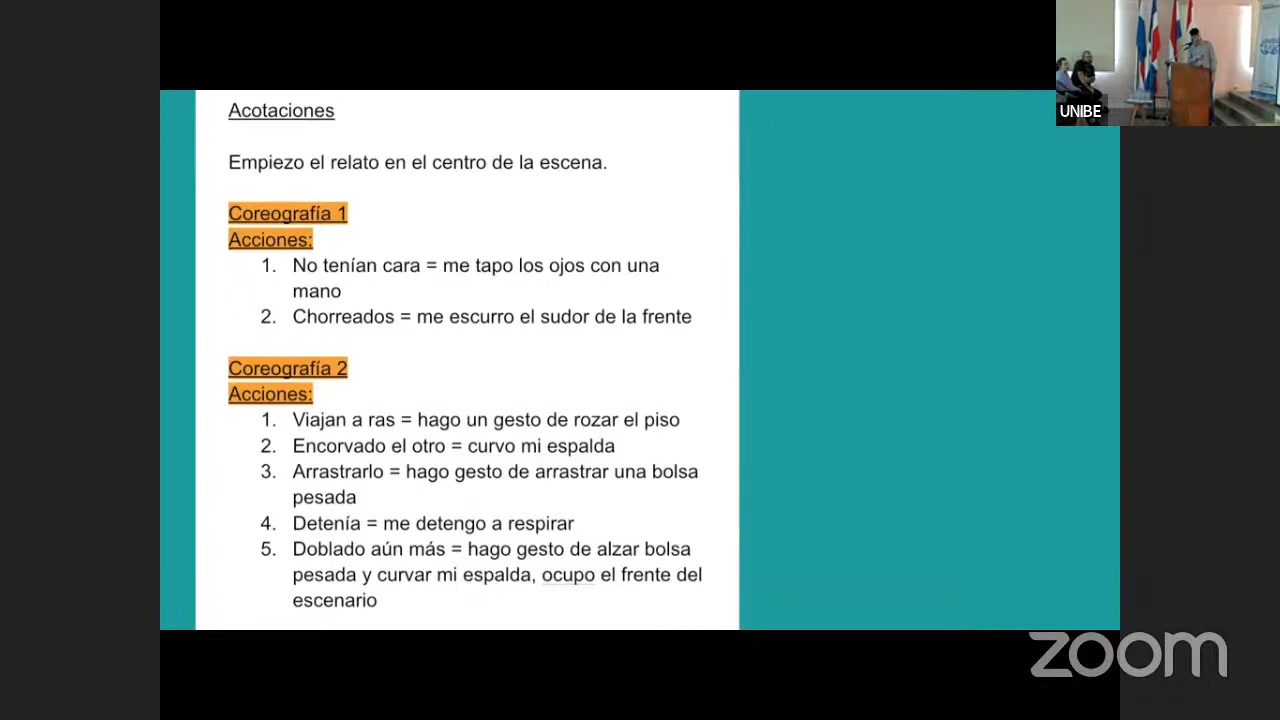 Acotaciones
Empiezo el relato en el centro de la escena.
Coreografía 1
Acciones:
1. No tenían cara = me tapo los ojos con una
mano
2. Chorreados = me escurro el sudor de la frente
Coreografía 2
Acciones:
1. Viajan a ras = hago un gesto de rozar el piso
2. Encorvado el otro = curvo mi espalda
3. Arrastrarlo = hago gesto de arrastrar una bolsa
pesada
4. Detenía = me detengo a respirar
5. Doblado aún más = hago gesto de alzar bolsa
pesada y curvar mi espalda, ocupo el frente del
escenario
UNIBE
zoom